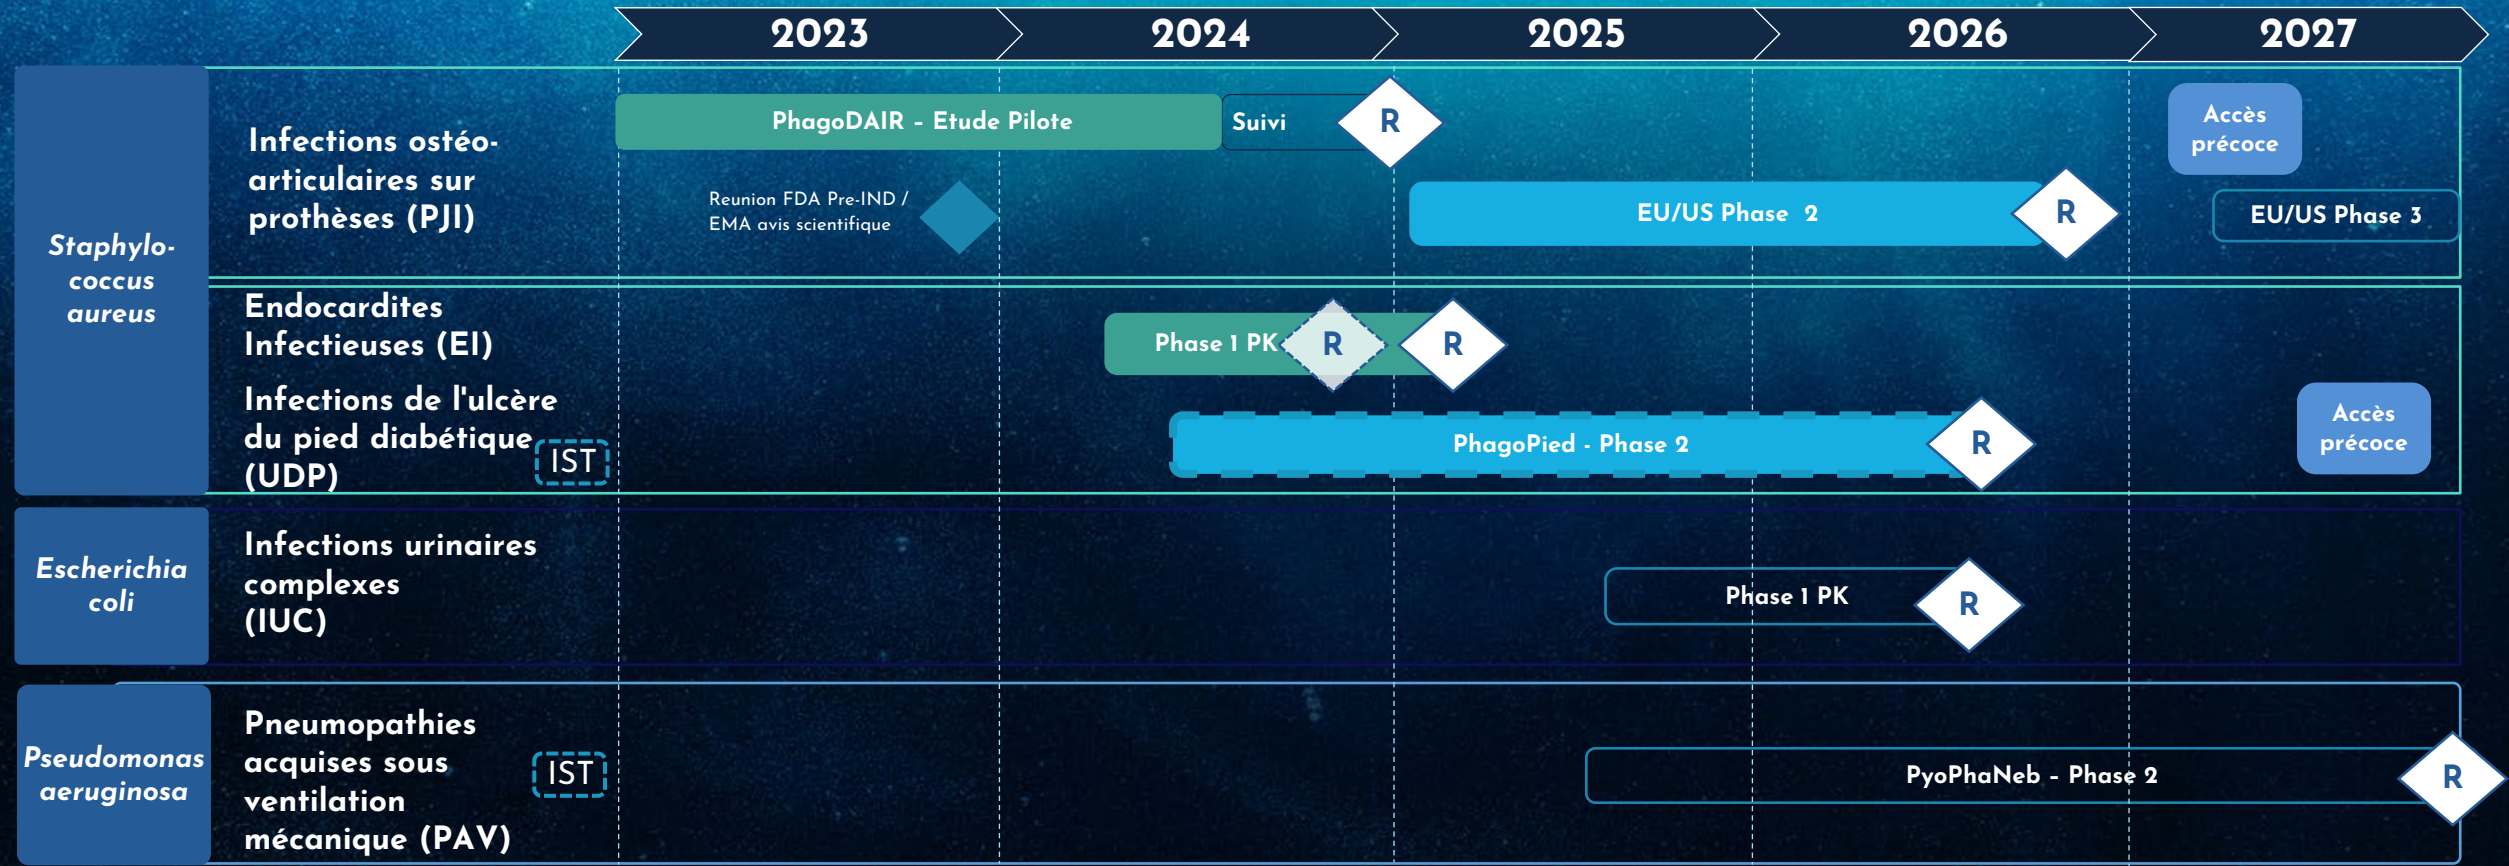 2023
2024
2025
2026
2027
Staphylo-
coccus
aureus
Infections ostéo-
articulaires sur
prothèses (PJI)
PhagoDAIR – Etude Pilote
Suivi
R
Accès
précoce
Reunion FDA Pre-IND /
EMA avis scientifique
EU/US Phase 2
R
EU/US Phase 3
Endocardites
Infectieuses (EI)
Phase 1 PK
R
R
Infections de l'ulcère
du pied diabétique
(UDP)
IST
PhagoPied - Phase 2
R
Accès
précoce
Escherichia
coli
Infections urinaires
complexes
(IUC)
Phase 1 PK
R
Pseudomonas
aeruginosa
Pneumopathies
acquises sous
ventilation
mécanique (PAV)
IST
PyoPhaNeb – Phase 2
R